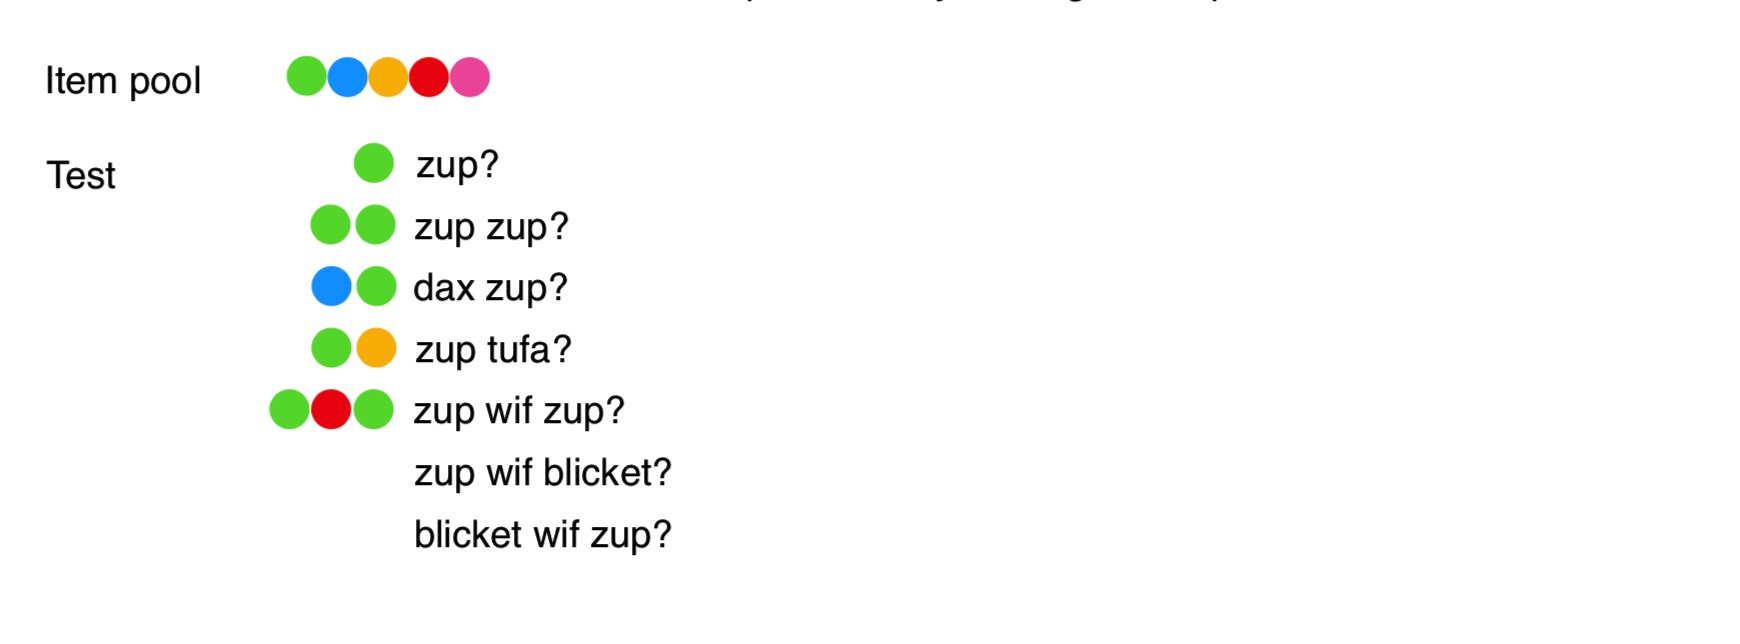 Item pool
Test
zup?
zup zup?
dax zup?
zup tufa?
zup wif zup?
zup wif blicket?
blicket wif zup?